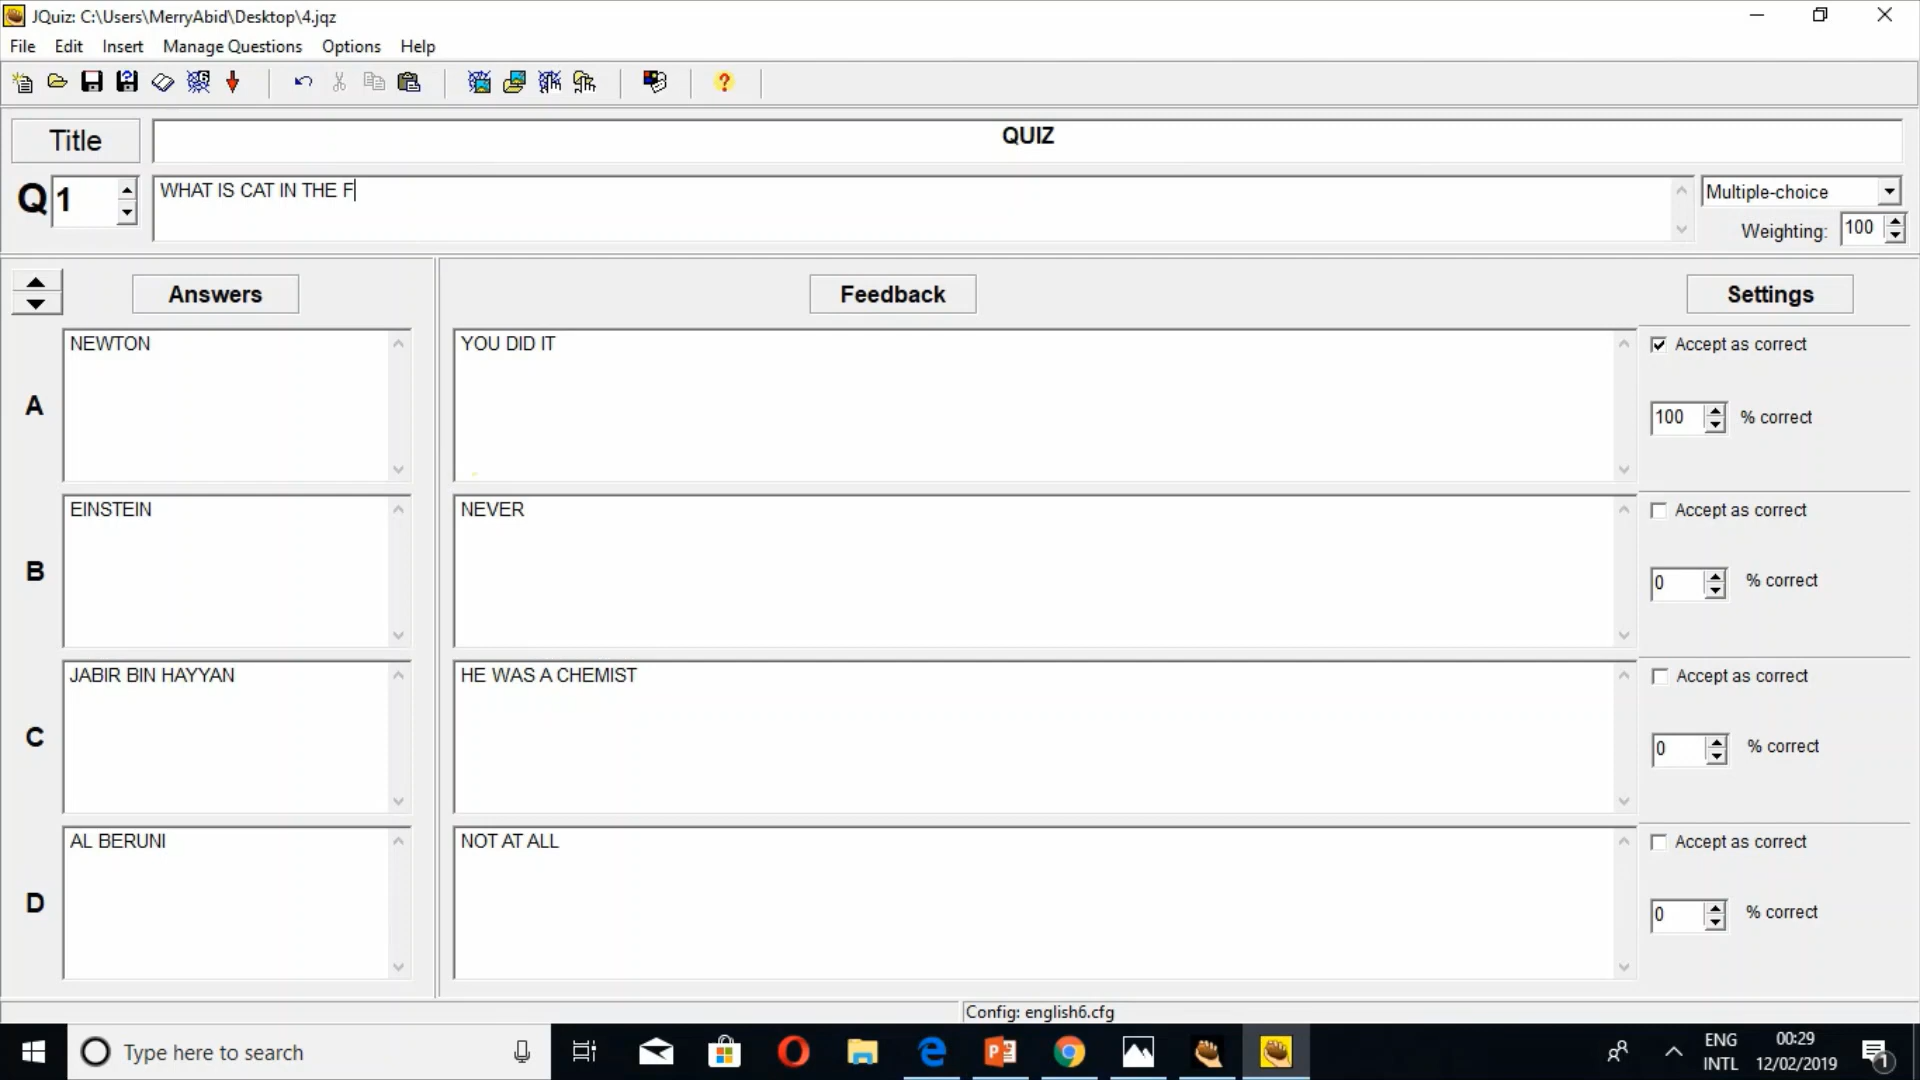 JQuiz: C:\Users\MerryAbid\Desktop\4.jqz
File Edit Insert Manage Questions Options Help
Title
QUIZ
Q 1
WHAT IS CAT IN THE F
Multiple-choice
Weighting: 100
Answers
Feedback
Settings
A
NEWTON
YOU DID IT
Accept as correct
100 % correct
B
EINSTEIN
NEVER
Accept as correct
0 % correct
C
JABIR BIN HAYYAN
HE WAS A CHEMIST
Accept as correct
0 % correct
D
AL BERUNI
NOT AT ALL
Accept as correct
0 % correct
Config: english6.cfg
Type here to search
ENG
INTL
00:29
12/02/2019
1